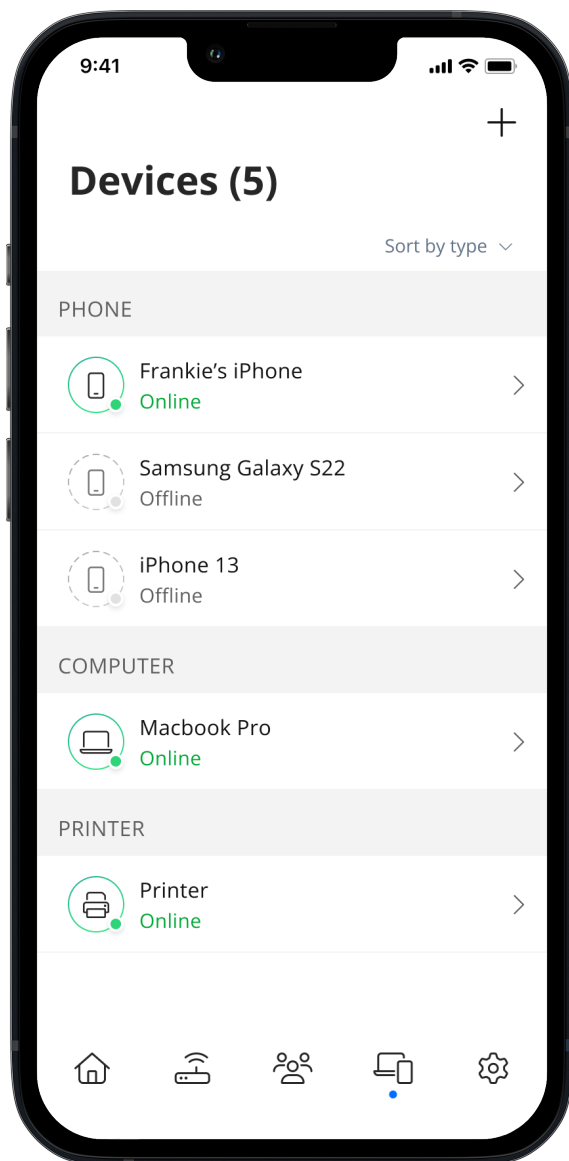 9:41
Devices (5)
Sort by type
PHONE
Frankie’s iPhone
Online
Samsung Galaxy S22
Offline
iPhone 13
Offline
COMPUTER
Macbook Pro
Online
PRINTER
Printer
Online